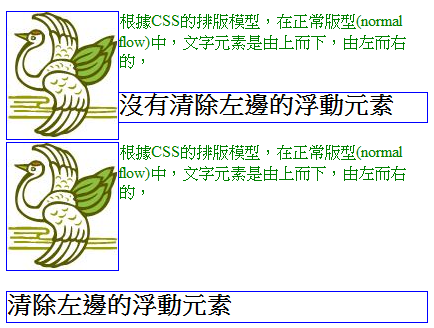 根據CSS的排版模型，在正常版型(normal
flow)中，文字元素是由上而下，由左而右
的，
沒有清除左邊的浮動元素
根據CSS的排版模型，在正常版型(normal
flow)中，文字元素是由上而下，由左而右
的，
清除左邊的浮動元素